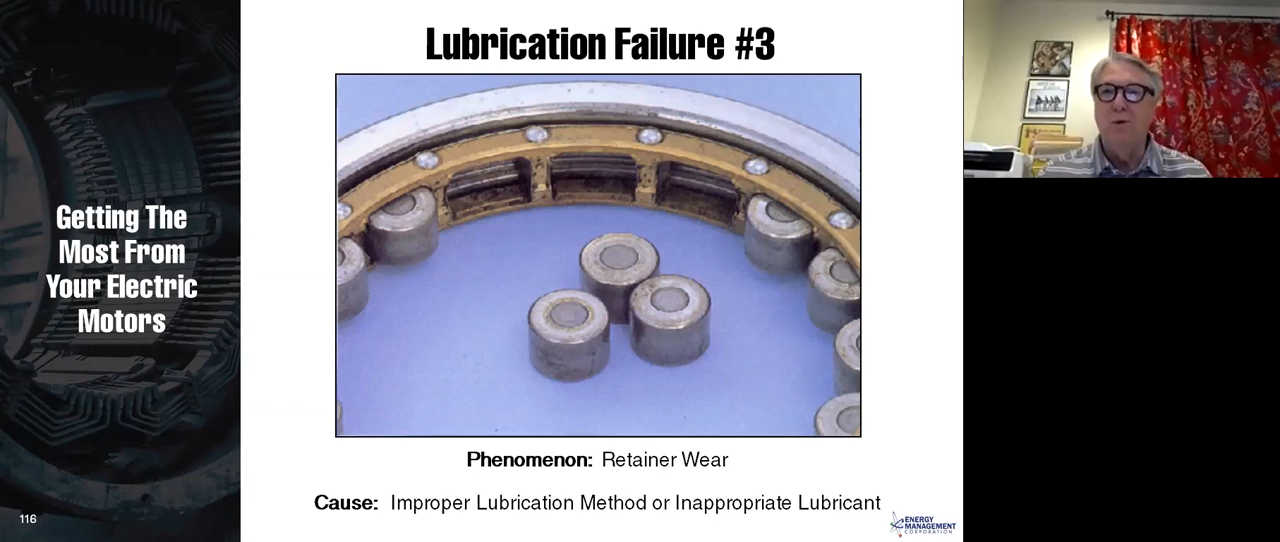 Lubrication Failure #3
Getting The
Most From
Your Electric
Motors
Phenomenon: Retainer Wear
Cause: Improper Lubrication Method or Inappropriate Lubricant
116
ENERGY
MANAGEMENT
CORPORATION